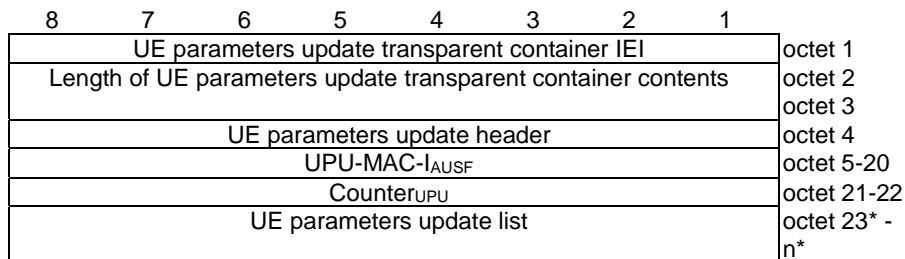 8 7 6 5 4 3 2 1
UE parameters update transparent container IEI octet 1
Length of UE parameters update transparent container contents octet 2
octet 3
UE parameters update header octet 4
UPU-MAC-IAUSF octet 5-20
CounterUPU octet 21-22
UE parameters update list octet 23* -
n*